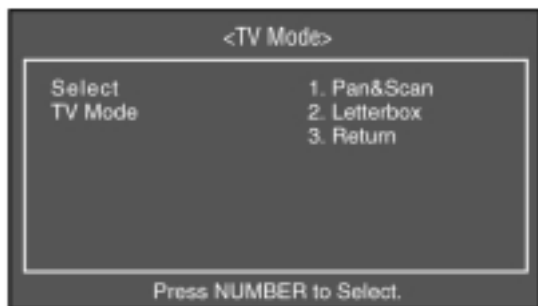 <TV Mode>
Select 1. Pan&Scan
TV Mode 2. Letterbox
3. Return
Press NUMBER to Select.